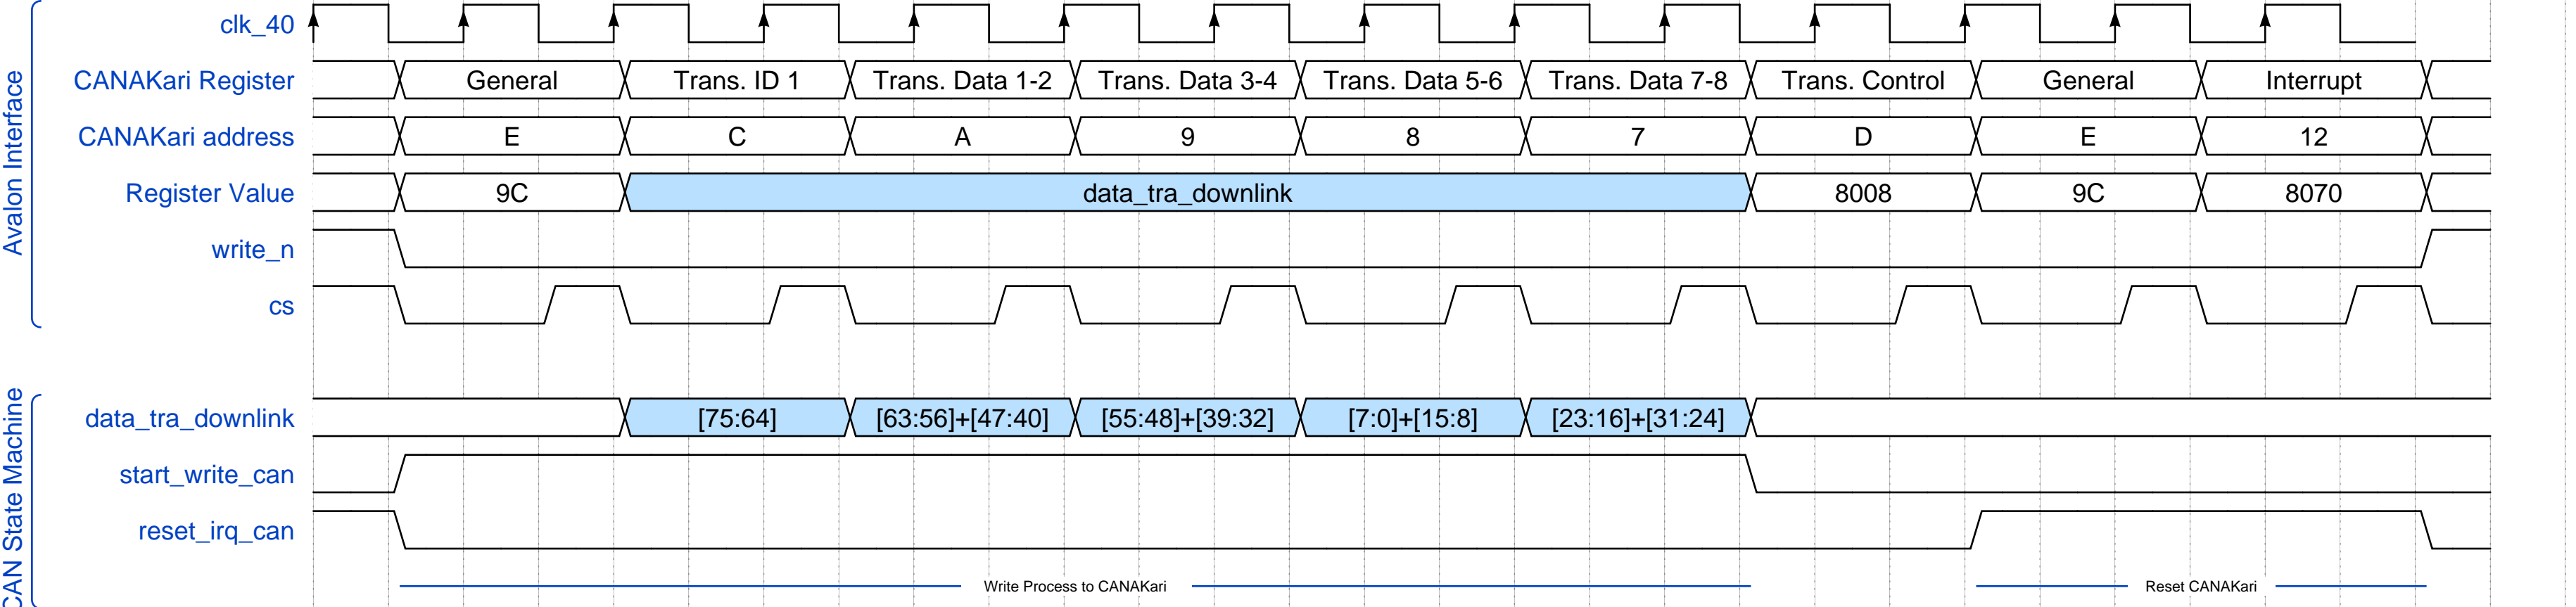 Avalon Interface
clk_40
CANAKari Register General Trans. ID 1 Trans. Data 1-2 Trans. Data 3-4 Trans. Data 5-6 Trans. Data 7-8 Trans. Control General Interrupt
CANAKari address E C A 9 8 7 D E 12
Register Value 9C data_tra_downlink 8008 9C 8070
write_n
cs
CAN State Machine
data_tra_downlink [75:64] [63:56]+[47:40] [55:48]+[39:32] [7:0]+[15:8] [23:16]+[31:24]
start_write_can
reset_irq_can
Write Process to CANAKari Reset CANAKari